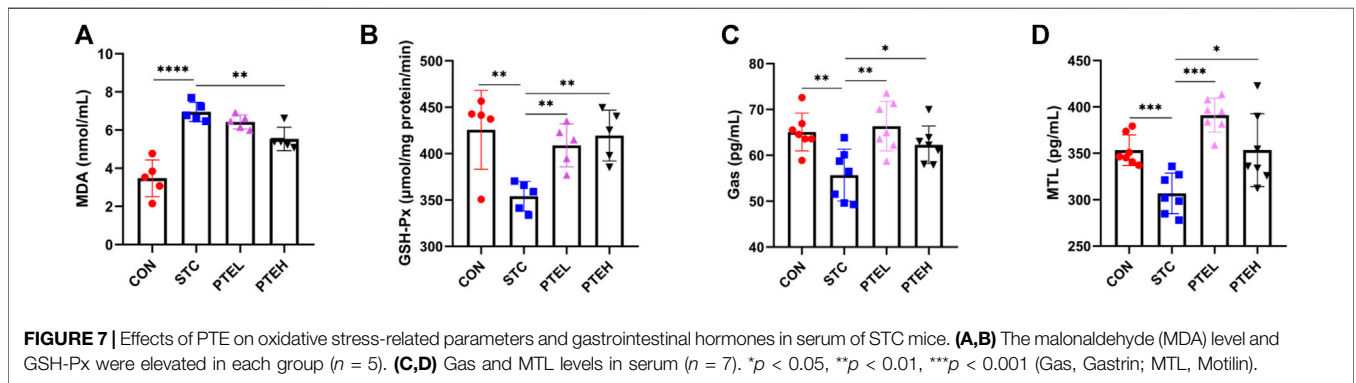 A
B
C
D
MDA (nmol/mL)
10
8
6
4
2
0
****
**
CON
STC
PTEL
PTEH
GSH-Px (μmol/mg protein/min)
500
450
400
350
300
**
**
**
CON
STC
PTEL
PTEH
Gas (pg/mL)
80
70
60
50
40
*
**
**
CON
STC
PTEL
PTEH
MTL (pg/mL)
450
400
350
300
250
*
***
***
CON
STC
PTEL
PTEH
FIGURE 7 | Effects of PTE on oxidative stress-related parameters and gastrointestinal hormones in serum of STC mice. (A,B) The malonaldehyde (MDA) level and
GSH-Px were elevated in each group (n = 5). (C,D) Gas and MTL levels in serum (n = 7). *p < 0.05, **p < 0.01, ***p < 0.001 (Gas, Gastrin; MTL, Motilin).